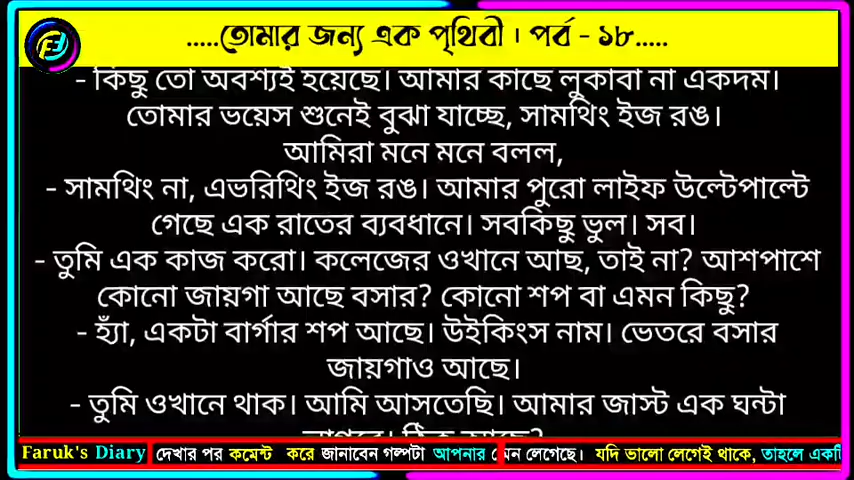 .....তোমার জন্য এক পৃথিবী । পর্ব - ১৮.....
- কিছু তো অবশ্যই হয়েছে। আমার কাছে লুকাবা না একদম।
তোমার ভয়েস শুনেই বুঝা যাচ্ছে, সামথিং ইজ রঙ।
আমিরা মনে মনে বলল,
- সামথিং না, এভরিথিং ইজ রঙ। আমার পুরো লাইফ উল্টেপাল্টে
গেছে এক রাতের ব্যবধানে। সবকিছু ভুল। সব।
- তুমি এক কাজ করো। কলেজের ওখানে আছ, তাই না? আশপাশে
কোনো জায়গা আছে বসার? কোনো শপ বা এমন কিছু?
- হ্যাঁ, একটা বার্গার শপ আছে। উইকিংস নাম। ভেতরে বসার
জায়গাও আছে।
- তুমি ওখানে থাক। আমি আসতেছি। আমার জাস্ট এক ঘন্টা
Faruk's Diary দেখার পর কমেন্ট করে জানাবেন গল্পটা আপনার লেগেছে। যদি ভালো লেগেই থাকে, তাহলে